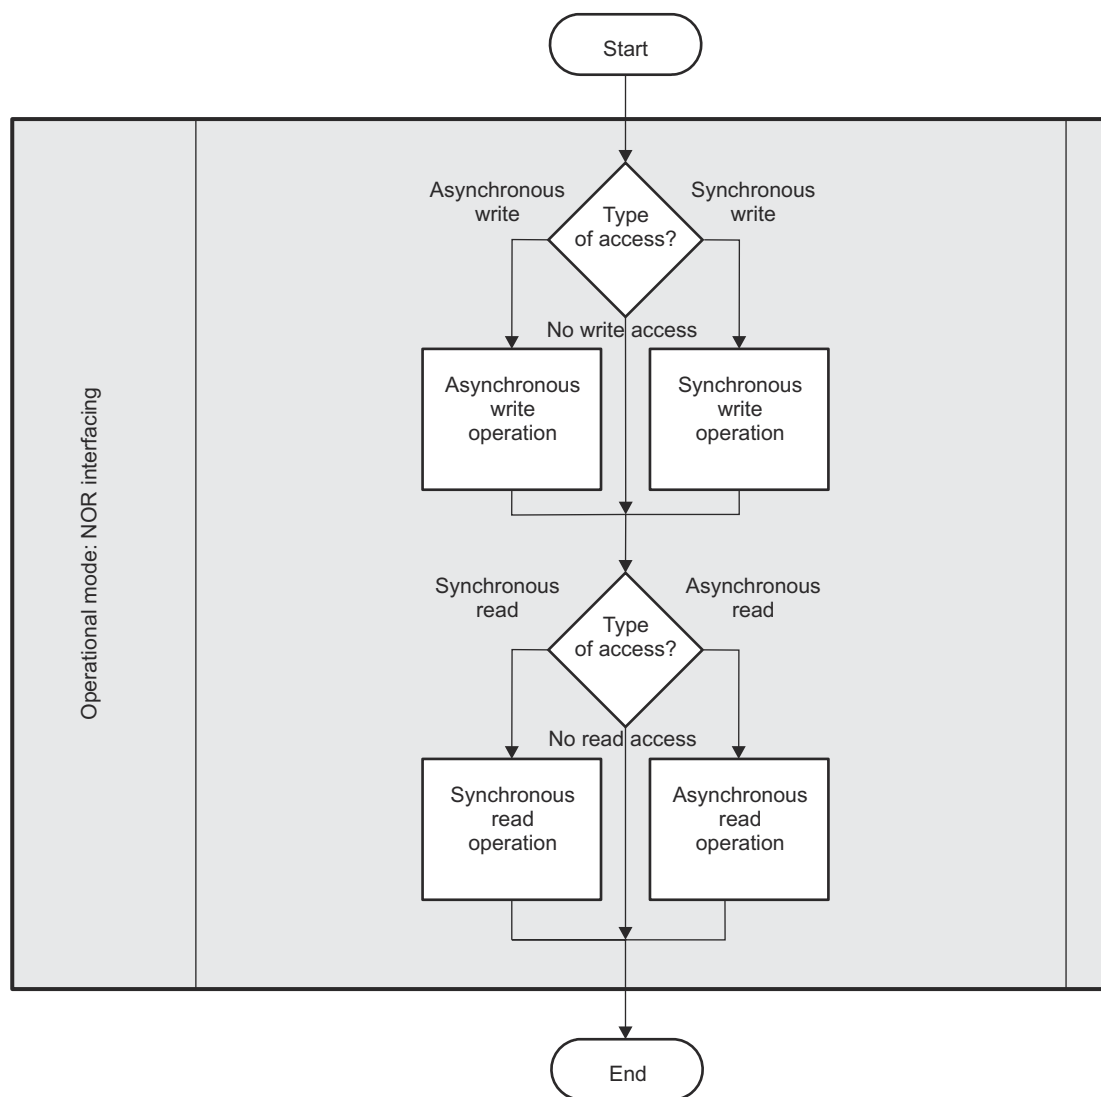 Start
Asynchronous
write
Synchronous
write
Type
of access?
No write access
Asynchronous
write
operation
Synchronous
write
operation
Operational mode: NOR interfacing
Synchronous
read
Asynchronous
read
Type
of access?
No read access
Synchronous
read
operation
Asynchronous
read
operation
End